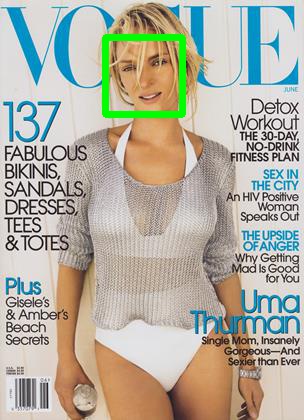 VOGUE
JUNE
137
FABULOUS
BIKINIS,
SANDALS,
DRESSES,
TEES
& TOTES
Plus
Gisele's
& Amber's
Beach
Secrets
Detox
Workout
THE 30-DAY,
NO-DRINK
FITNESS PLAN
SEX IN
THE CITY
An HIV Positive
Woman
Speaks Out
THE UPSIDE
OF ANGER
Why Getting
Mad Is Good
for You
Uma
Thurman
Single Mom, Insanely
Gorgeous—And
Sexier than Ever